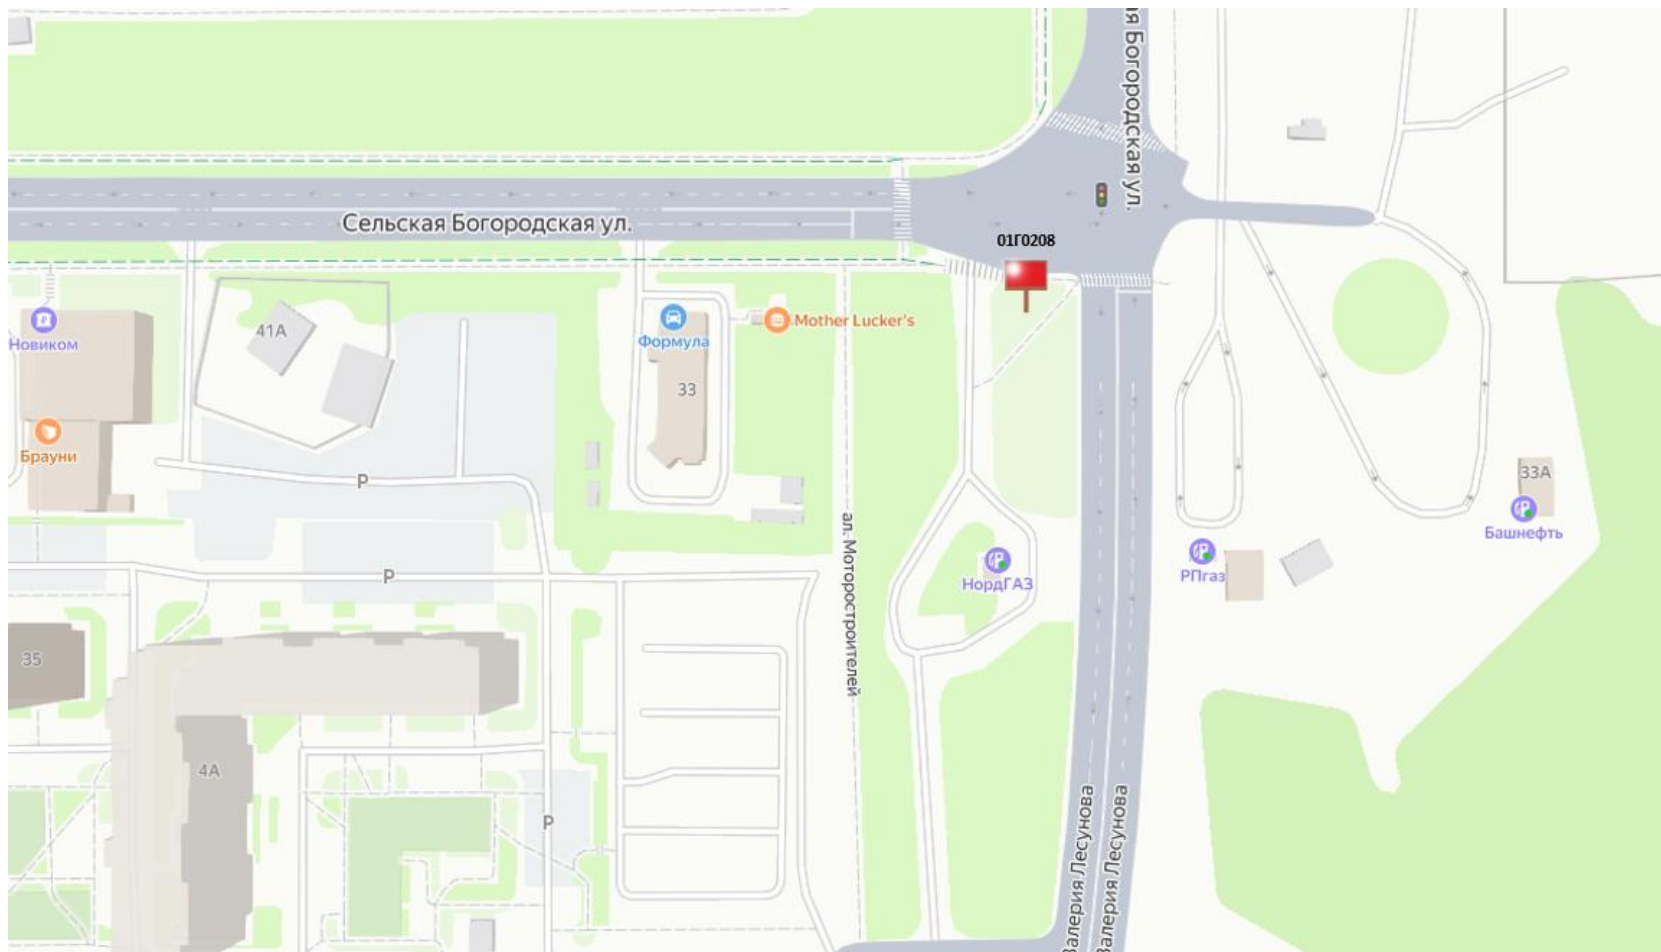 я Богородская ул.
Сельская Богородская ул.
01Г0208
Новиком
41А
Формула
Mother Lucker's
33
Брауни
P
33А
Башнефть
ал. Моторостроителей
P
НордГАЗ
РПгаз
35
4А
P
Валерия Лесунова
Валерия Лесунова